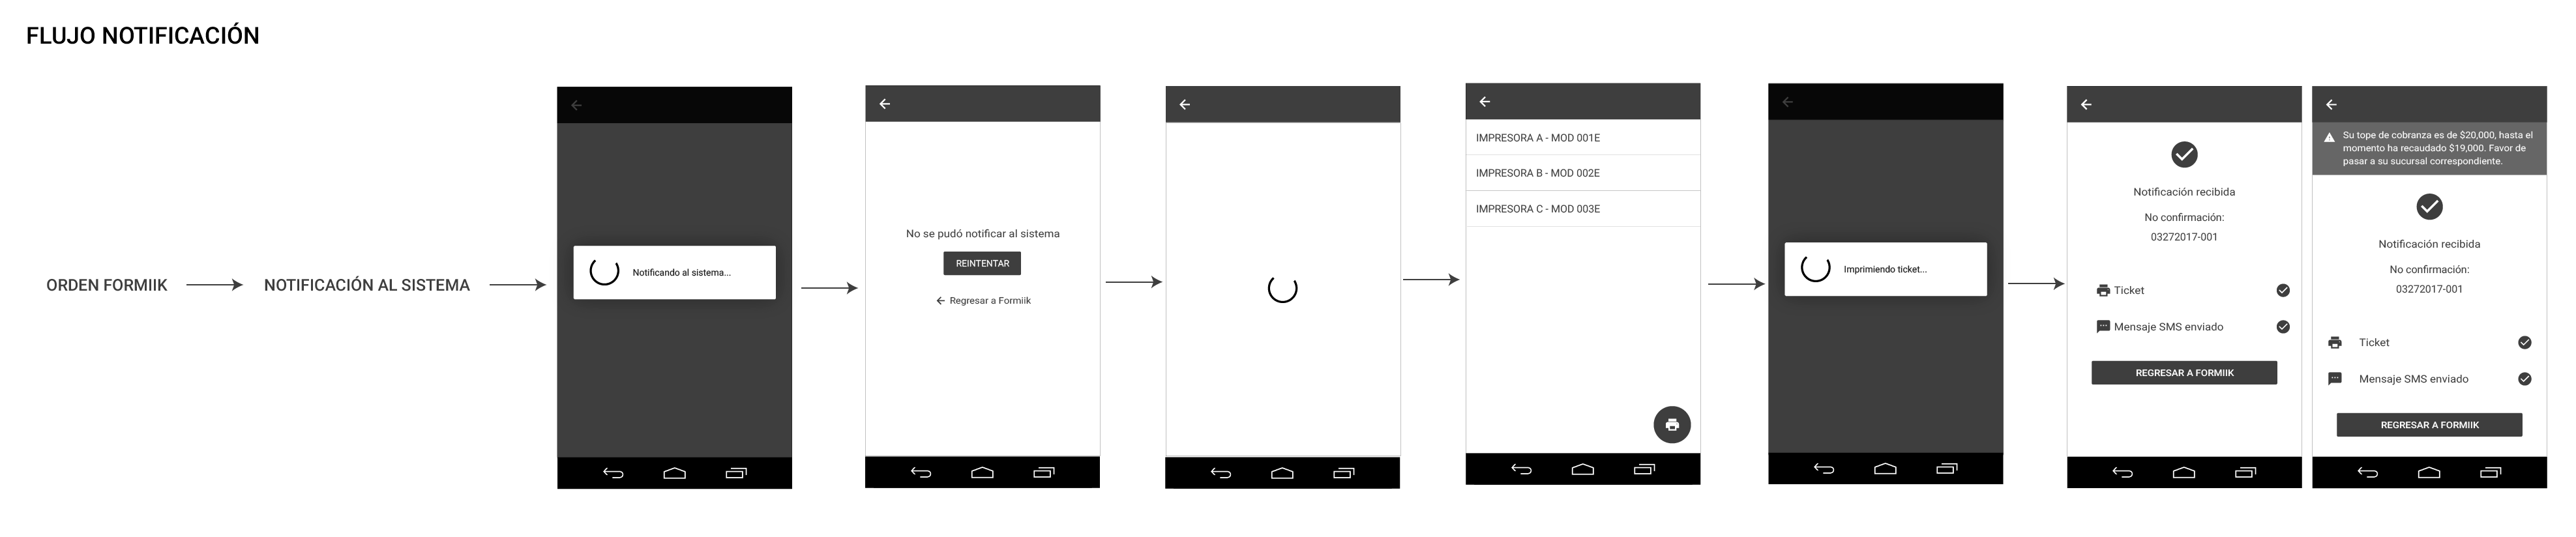 FLUJO NOTIFICACIÓN
ORDEN FORMIIK
NOTIFICACIÓN AL SISTEMA
Notificando al sistema...
No se pudó notificar al sistema
REINTENTAR
Regresar a Formiik
IMPRESORA A - MOD 001E
IMPRESORA B - MOD 002E
IMPRESORA C - MOD 003E
Imprimiendo ticket...
Notificación recibida
No confirmación:
03272017-001
Ticket
Mensaje SMS enviado
REGRESAR A FORMIIK
Su tope de cobranza es de $20,000, hasta el
momento ha recaudado $19,000. Favor de
pasar a su sucursal correspondiente.
Notificación recibida
No confirmación:
03272017-001
Ticket
Mensaje SMS enviado
REGRESAR A FORMIIK